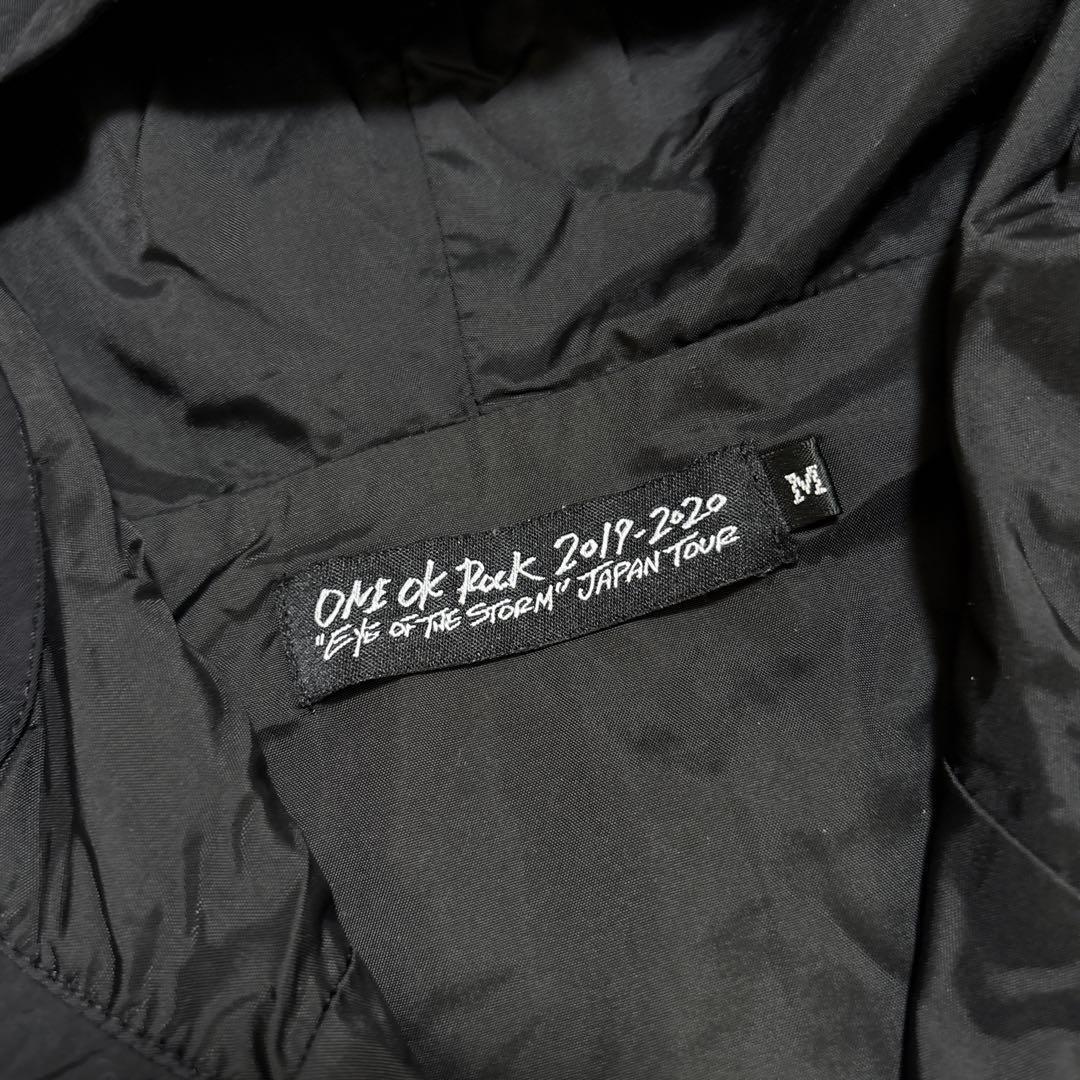 ONE OK ROCK 2019-2020
"EYE OF THE STORM" JAPAN TOUR
M